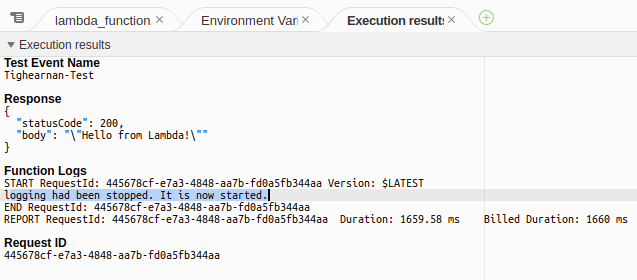 lambda_function.
Environment Vari
Execution results
Execution results
Test Event Name
Tighearnan-Test
Response
{
"statusCode": 200,
"body": "\"Hello from Lambda!\""
}
Function Logs
START RequestId: 445678cf-e7a3-4848-aa7b-fd0a5fb344aa Version: $LATEST
logging had been stopped. It is now started.
END RequestId: 445678cf-e7a3-4848-aa7b-fd0a5fb344aa
REPORT RequestId: 445678cf-e7a3-4848-aa7b-fd0a5fb344aa Duration: 1659.58 ms Billed Duration: 1660 ms
Request ID
445678cf-e7a3-4848-aa7b-fd0a5fb344aa